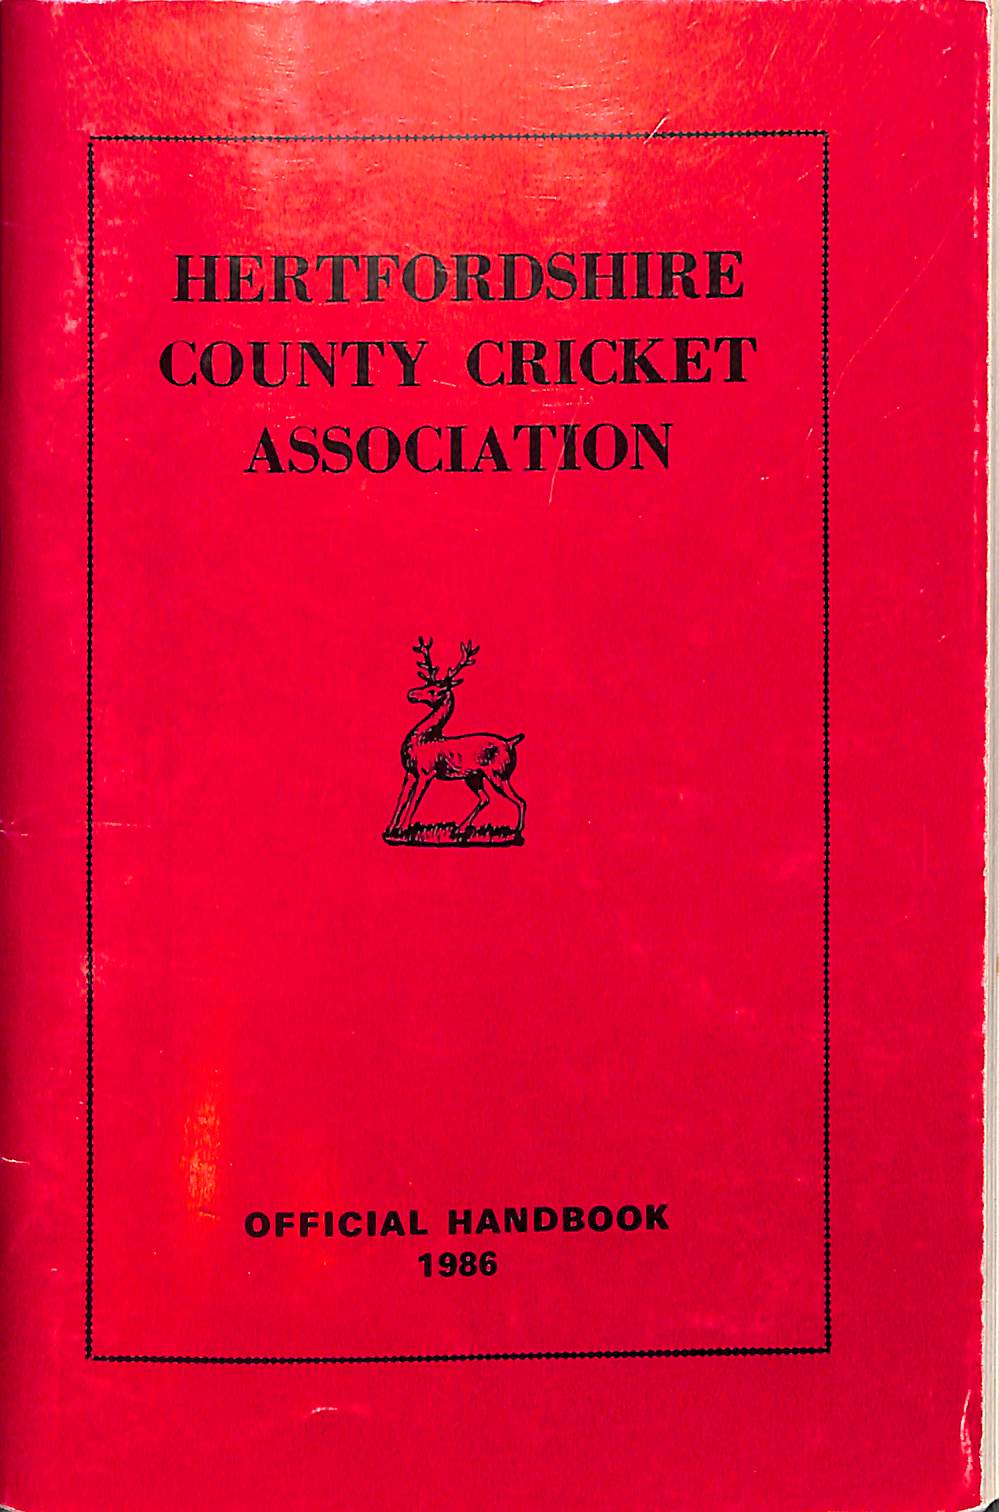 HERTFORDSHIRE
COUNTY CRICKET
ASSOCIATION
OFFICIAL HANDBOOK
1986